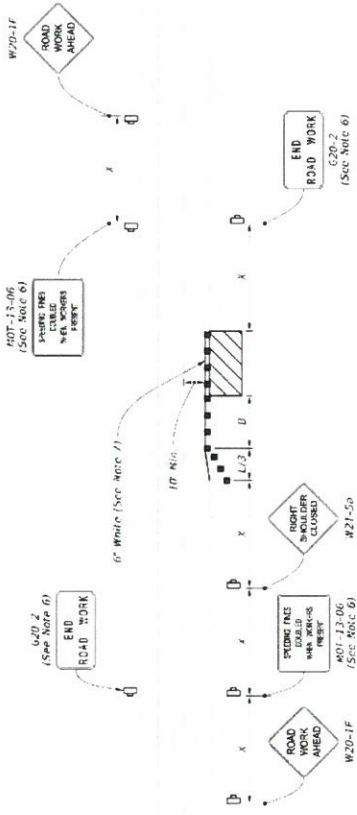 W20-1F
ROAD
WORK
AHEAD
X
MOT-13-06
(See Note 6)
SPEEDING FINES
DOUBLED
WHEN WORKERS
PRESENT
END
ROAD WORK
G20-2
(See Note 6)
X
6" White (See Note 7)
10' Min.
B
L/3
X
G20-2
(See Note 6)
END
ROAD WORK
RIGHT
SHOULDER
CLOSED
W21-5a
X
SPEEDING FINES
DOUBLED
WHEN WORKERS
PRESENT
MOT-13-06
(See Note 6)
X
ROAD
WORK
AHEAD
W20-1F